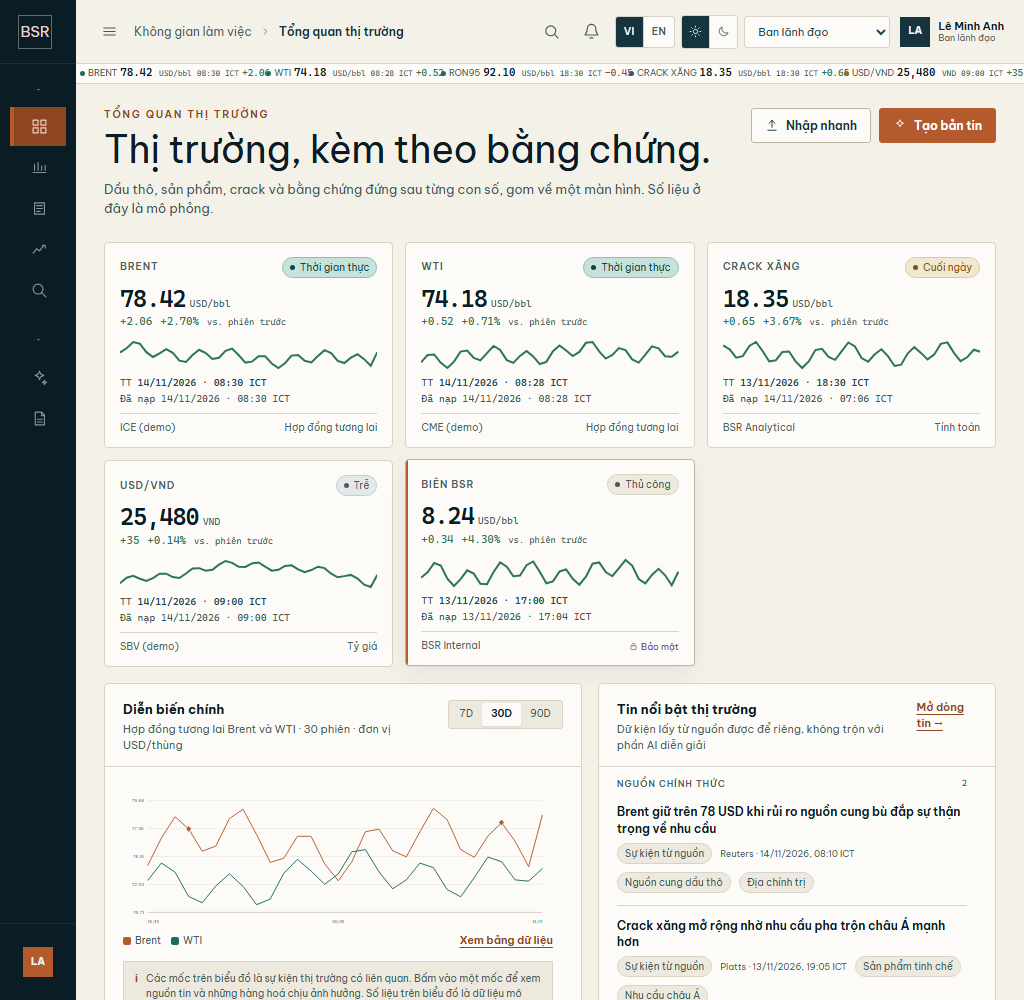 BSR
Không gian làm việc > Tổng quan thị trường
VI EN
Ban lãnh đạo
LA
Lê Minh Anh
Ban lãnh đạo
BRENT 78.42 USD/bbl 08:30 ICT +2.06
WTI 74.18 USD/bbl 08:28 ICT +0.52
RON95 92.10 USD/bbl 18:30 ICT −0.45
CRACK XĂNG 18.35 USD/bbl 18:30 ICT +0.65
USD/VND 25,480 VND 09:00 ICT +35
TỔNG QUAN THỊ TRƯỜNG
Thị trường, kèm theo bằng chứng.
Dầu thô, sản phẩm, crack và bằng chứng đứng sau từng con số, gom về một màn hình. Số liệu ở
đây là mô phỏng.
Nhập nhanh
Tạo bản tin
BRENT
Thời gian thực
78.42 USD/bbl
+2.06 +2.70% vs. phiên trước
TT 14/11/2026 · 08:30 ICT
Đã nạp 14/11/2026 · 08:30 ICT
ICE (demo)
Hợp đồng tương lai
WTI
Thời gian thực
74.18 USD/bbl
+0.52 +0.71% vs. phiên trước
TT 14/11/2026 · 08:28 ICT
Đã nạp 14/11/2026 · 08:28 ICT
CME (demo)
Hợp đồng tương lai
CRACK XĂNG
Cuối ngày
18.35 USD/bbl
+0.65 +3.67% vs. phiên trước
TT 13/11/2026 · 18:30 ICT
Đã nạp 14/11/2026 · 07:06 ICT
BSR Analytical
Tính toán
USD/VND
Trễ
25,480 VND
+35 +0.14% vs. phiên trước
TT 14/11/2026 · 09:00 ICT
Đã nạp 14/11/2026 · 09:00 ICT
SBV (demo)
Tỷ giá
BIÊN BSR
Thủ công
8.24 USD/bbl
+0.34 +4.30% vs. phiên trước
TT 13/11/2026 · 17:00 ICT
Đã nạp 13/11/2026 · 17:04 ICT
BSR Internal
Bảo mật
Diễn biến chính
Hợp đồng tương lai Brent và WTI · 30 phiên · đơn vị
USD/thùng
7D 30D 90D
Brent WTI
Xem bảng dữ liệu
i Các mốc trên biểu đồ là sự kiện thị trường có liên quan. Bấm vào một mốc để xem
nguồn tin và những hàng hoá chịu ảnh hưởng. Số liệu trên biểu đồ là dữ liệu mô
Tin nổi bật thị trường
Dữ kiện lấy từ nguồn được để riêng, không trộn với
phần AI diễn giải
Mở dòng
tin →
NGUỒN CHÍNH THỨC
2
Brent giữ trên 78 USD khi rủi ro nguồn cung bù đắp sự thận
trọng về nhu cầu
Sự kiện từ nguồn Reuters · 14/11/2026, 08:10 ICT
Nguồn cung dầu thô Địa chính trị
Crack xăng mở rộng nhờ nhu cầu pha trộn châu Á mạnh
hơn
Sự kiện từ nguồn Platts · 13/11/2026, 19:05 ICT Sản phẩm tinh chế
Nhu cầu châu Á
LA